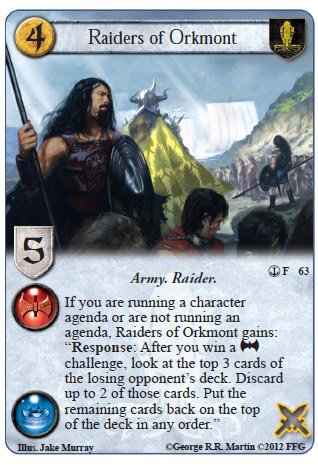 4
Raiders of Orkmont
5
Army. Raider.
F 63
If you are running a character
agenda or are not running an
agenda, Raiders of Orkmont gains:
“Response: After you win a
challenge, look at the top 3 cards of
the losing opponent’s deck. Discard
up to 2 of those cards. Put the
remaining cards back on the top
of the deck in any order.”
Illus. Jake Murray
©George R.R. Martin ©2012 FFG